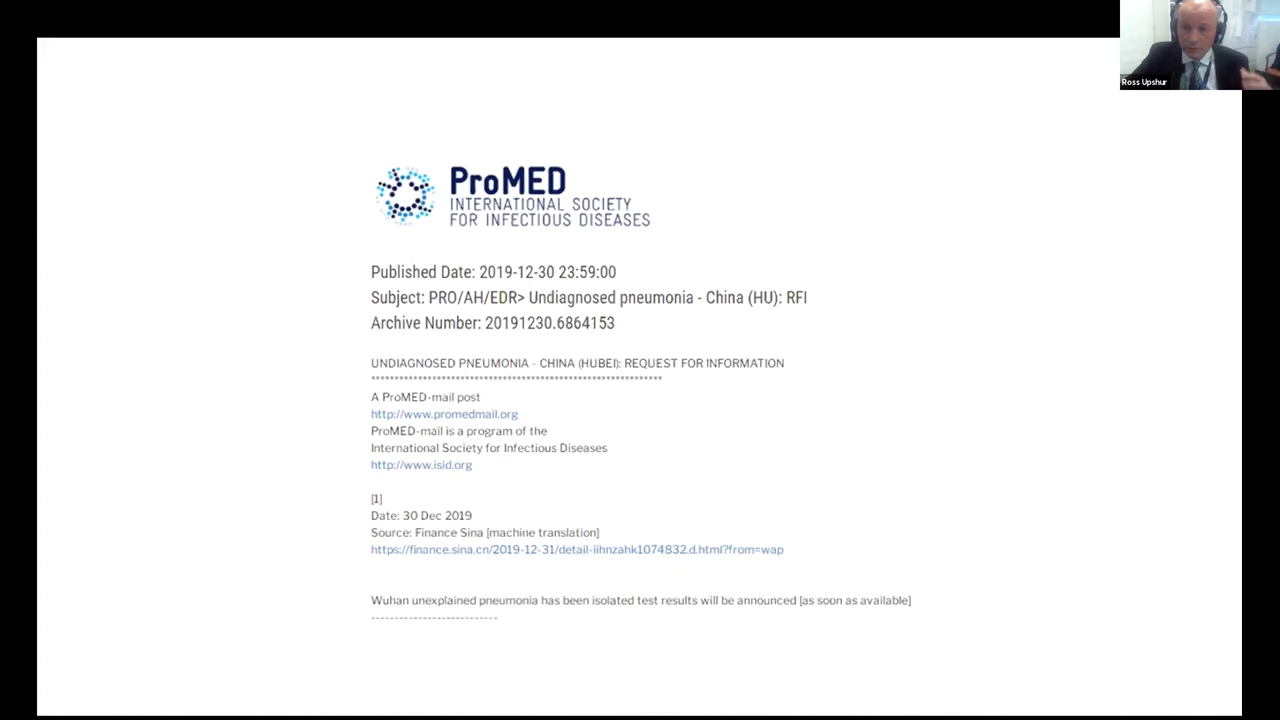 Ross Upshur
ProMED
INTERNATIONAL SOCIETY
FOR INFECTIOUS DISEASES
Published Date: 2019-12-30 23:59:00
Subject: PRO/AH/EDR> Undiagnosed pneumonia - China (HU): RFI
Archive Number: 20191230.6864153
UNDIAGNOSED PNEUMONIA - CHINA (HUBEI): REQUEST FOR INFORMATION
**************************************************************
A ProMED-mail post
http://www.promedmail.org
ProMED-mail is a program of the
International Society for Infectious Diseases
http://www.isid.org
[1]
Date: 30 Dec 2019
Source: Finance Sina [machine translation]
https://finance.sina.cn/2019-12-31/detail-iihnzahk1074832.d.html?from=wap
Wuhan unexplained pneumonia has been isolated test results will be announced [as soon as available]
--------------------------